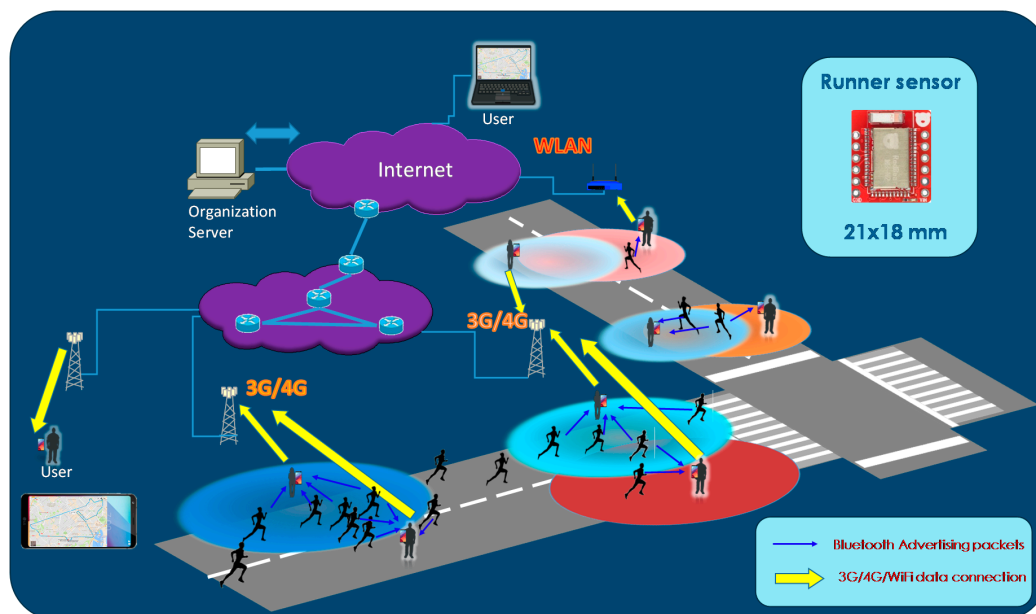 User
WLAN
Internet
Organization
Server
Runner sensor
21x18 mm
3G/4G
3G/4G
User
Bluetooth Advertising packets
3G/4G/WiFi data connection